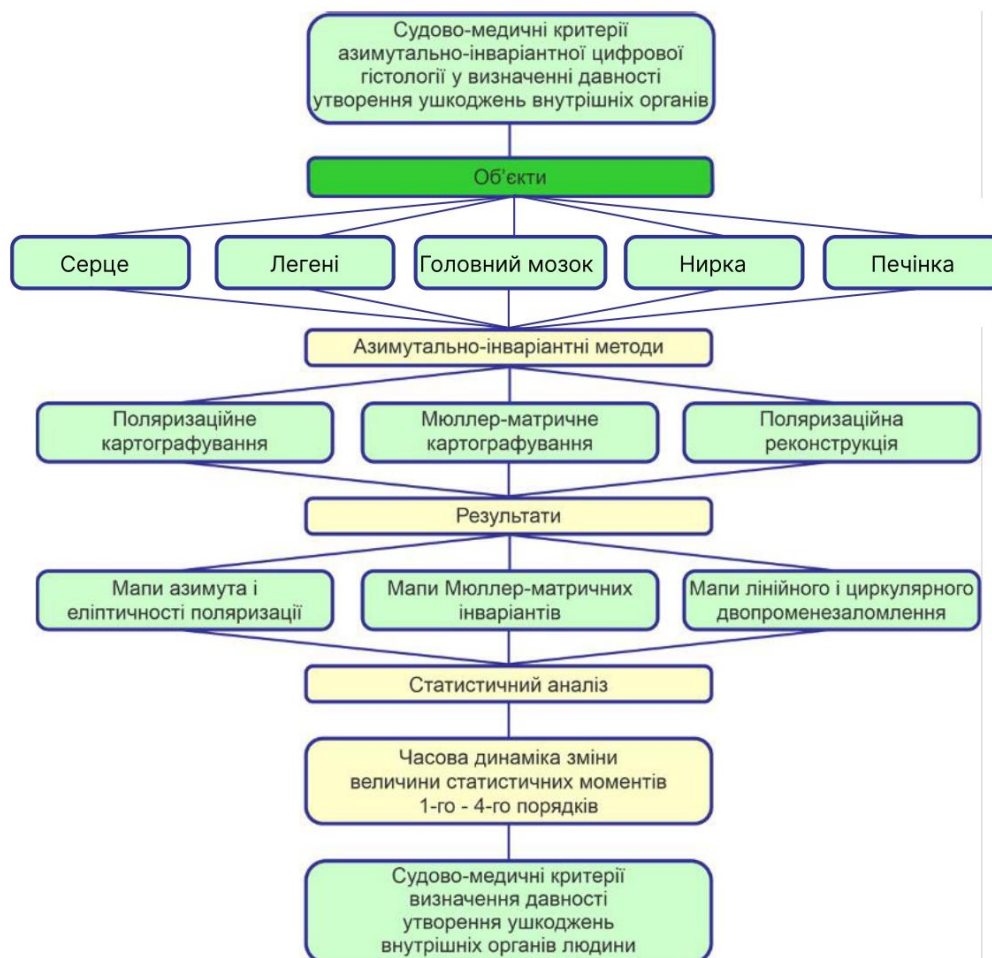 Судово-медичні критерії
азимутально-інваріантної цифрової
гістології у визначенні давності
утворення ушкоджень внутрішніх органів
Об'єкти
Серце
Легені
Головний мозок
Нирка
Печінка
Азимутально-інваріантні методи
Поляризаційне
картографування
Мюллер-матричне
картографування
Поляризаційна
реконструкція
Результати
Мапи азимута і
еліптичності поляризації
Мапи Мюллер-матричних
інваріантів
Мапи лінійного і циркулярного
двопроменезаломлення
Статистичний аналіз
Часова динаміка зміни
величини статистичних моментів
1-го - 4-го порядків
Судово-медичні критерії
визначення давності
утворення ушкоджень
внутрішніх органів людини